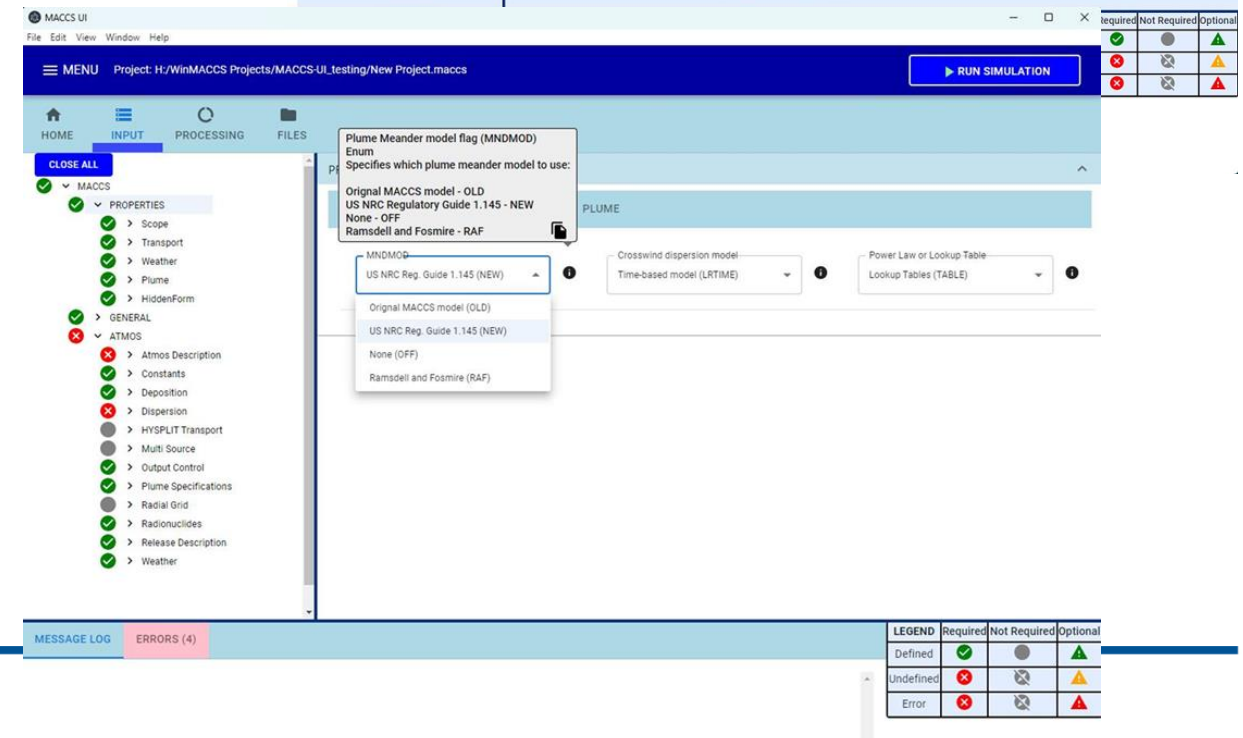 MACCS UI
File Edit View Window Help
MENU Project: H:/WinMACCS Projects/MACCS-UI_testing/New Project.maccs
RUN SIMULATION
Required Not Required Optional
HOME INPUT PROCESSING FILES
CLOSE ALL
MACCS
PROPERTIES
Scope
Transport
Weather
Plume
HiddenForm
GENERAL
ATMOS
Atmos Description
Constants
Deposition
Dispersion
HYSPLIT Transport
Multi Source
Output Control
Plume Specifications
Radial Grid
Radionuclides
Release Description
Weather
Plume Meander model flag (MNDMOD)
Enum
Specifies which plume meander model to use:
Orignal MACCS model - OLD
US NRC Regulatory Guide 1.145 - NEW
None - OFF
Ramsdell and Fosmire - RAF
PLUME
MNDMOD
US NRC Reg. Guide 1.145 (NEW)
Crosswind dispersion model
Time-based model (LRTIME)
Power Law or Lookup Table
Lookup Tables (TABLE)
Orignal MACCS model (OLD)
US NRC Reg. Guide 1.145 (NEW)
None (OFF)
Ramsdell and Fosmire (RAF)
MESSAGE LOG ERRORS (4)
LEGEND Required Not Required Optional
Defined
Undefined
Error